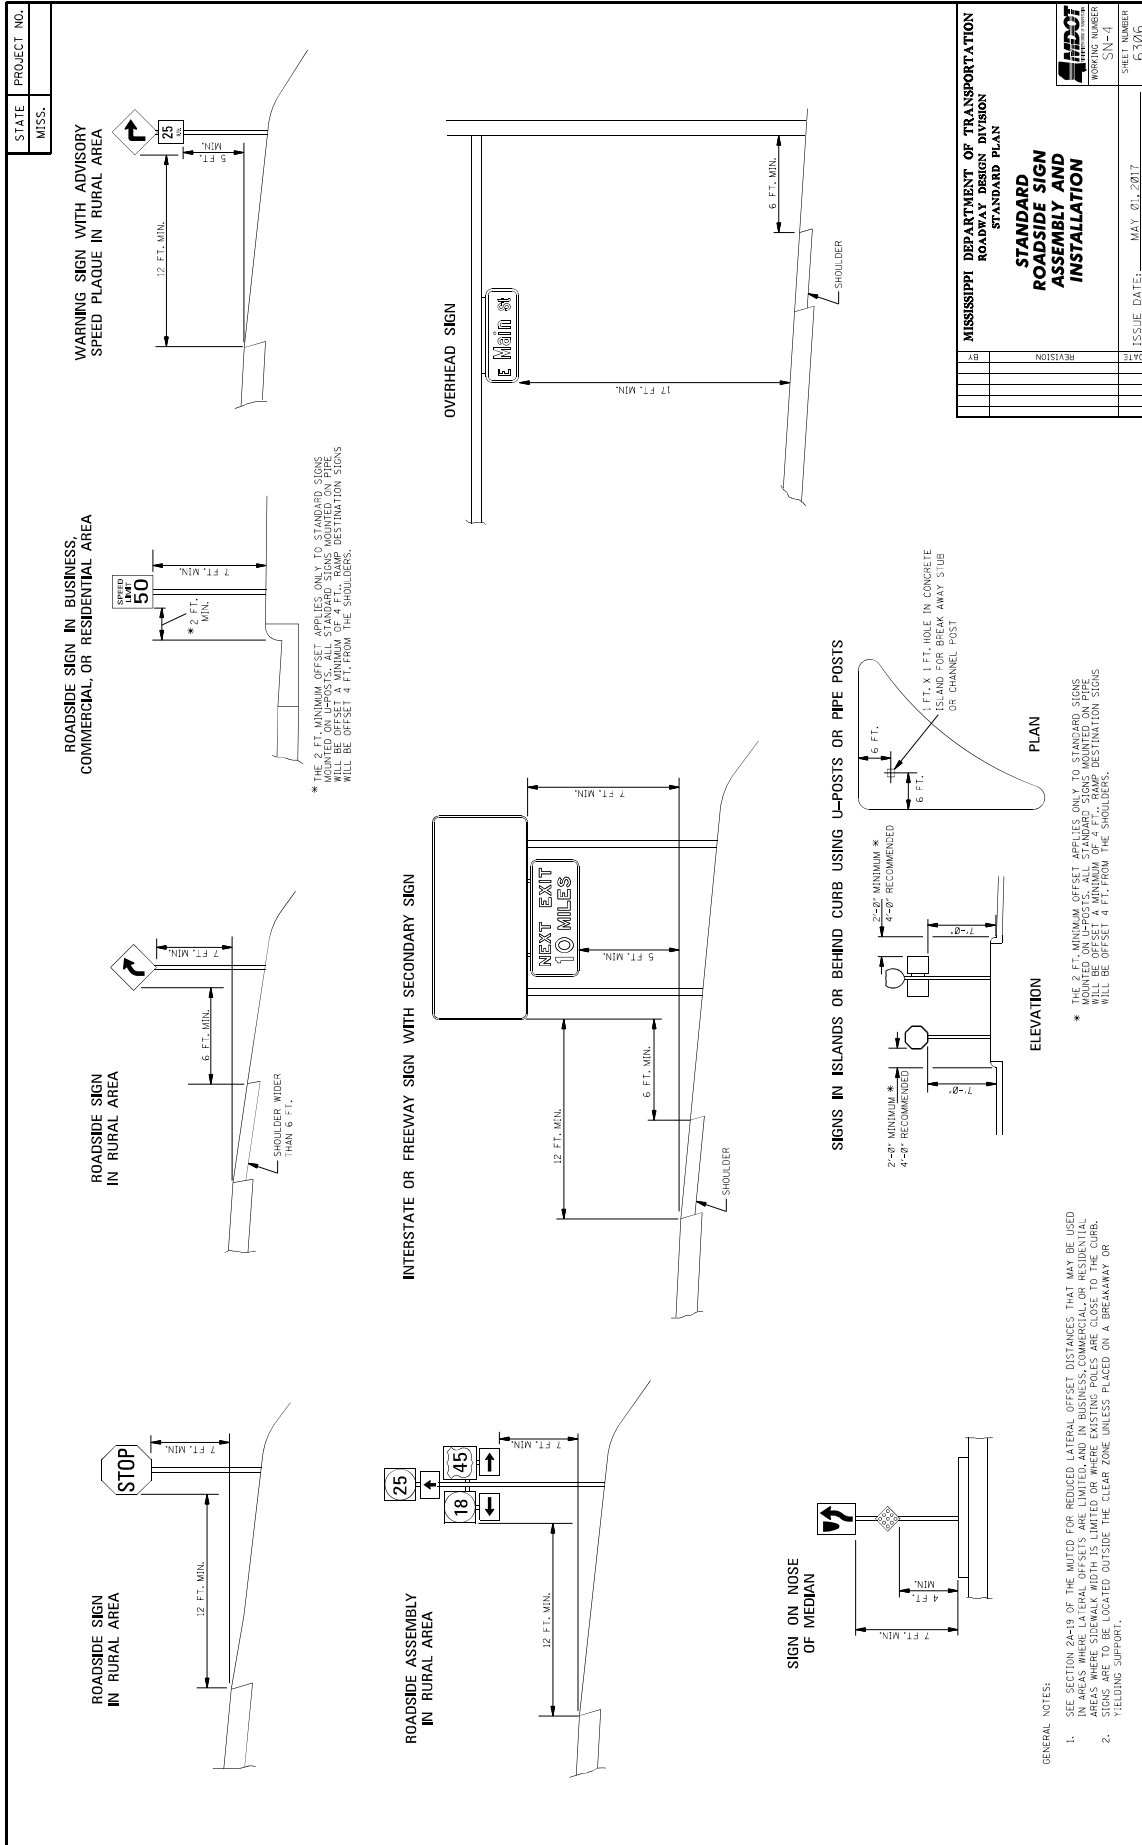 STATE PROJECT NO.
MISS.
ROADSIDE SIGN
IN RURAL AREA
STOP
7 FT. MIN.
12 FT. MIN.
ROADSIDE SIGN
IN RURAL AREA
7 FT. MIN.
6 FT. MIN.
SHOULDER WIDER
THAN 6 FT.
ROADSIDE SIGN IN BUSINESS,
COMMERCIAL, OR RESIDENTIAL AREA
SPEED
LIMIT
50
7 FT. MIN.
* 2 FT.
MIN.
* THE 2 FT. MINIMUM OFFSET APPLIES ONLY TO STANDARD SIGNS
MOUNTED ON U-POSTS. ALL STANDARD SIGNS MOUNTED ON PIPE
WILL BE OFFSET A MINIMUM OF 4 FT.. RAMP DESTINATION SIGNS
WILL BE OFFSET 4 FT. FROM THE SHOULDERS.
WARNING SIGN WITH ADVISORY
SPEED PLAQUE IN RURAL AREA
25
5 FT.
MIN.
12 FT. MIN.
ROADSIDE ASSEMBLY
IN RURAL AREA
25
18
45
7 FT. MIN.
12 FT. MIN.
INTERSTATE OR FREEWAY SIGN WITH SECONDARY SIGN
NEXT EXIT
10 MILES
7 FT. MIN.
5 FT. MIN.
12 FT. MIN.
6 FT. MIN.
SHOULDER
OVERHEAD SIGN
E Main st
17 FT. MIN.
6 FT. MIN.
SHOULDER
SIGN ON NOSE
OF MEDIAN
7 FT. MIN.
4 FT.
MIN.
SIGNS IN ISLANDS OR BEHIND CURB USING U-POSTS OR PIPE POSTS
2'-0" MINIMUM *
4'-0" RECOMMENDED
7'-0"
2'-0" MINIMUM *
4'-0" RECOMMENDED
7'-0"
ELEVATION
6 FT.
6 FT.
1 FT. X 1 FT. HOLE IN CONCRETE
ISLAND FOR BREAK AWAY STUB
OR CHANNEL POST
PLAN
* THE 2 FT. MINIMUM OFFSET APPLIES ONLY TO STANDARD SIGNS
MOUNTED ON U-POSTS. ALL STANDARD SIGNS MOUNTED ON PIPE
WILL BE OFFSET A MINIMUM OF 4 FT.. RAMP DESTINATION SIGNS
WILL BE OFFSET 4 FT. FROM THE SHOULDERS.
GENERAL NOTES:
1. SEE SECTION 2A-19 OF THE MUTCD FOR REDUCED LATERAL OFFSET DISTANCES THAT MAY BE USED
IN AREAS WHERE LATERAL OFFSETS ARE LIMITED, AND IN BUSINESS, COMMERCIAL, OR RESIDENTIAL
AREAS WHERE SIDEWALK WIDTH IS LIMITED OR WHERE EXISTING POLES ARE CLOSE TO THE CURB.
2. SIGNS ARE TO BE LOCATED OUTSIDE THE CLEAR ZONE UNLESS PLACED ON A BREAKAWAY OR
YIELDING SUPPORT.
BY
REVISION
DATE
MISSISSIPPI DEPARTMENT OF TRANSPORTATION
ROADWAY DESIGN DIVISION
STANDARD PLAN
STANDARD
ROADSIDE SIGN
ASSEMBLY AND
INSTALLATION
ISSUE DATE: MAY 01, 2017
MDOT
WORKING NUMBER
SN-4
SHEET NUMBER
6306